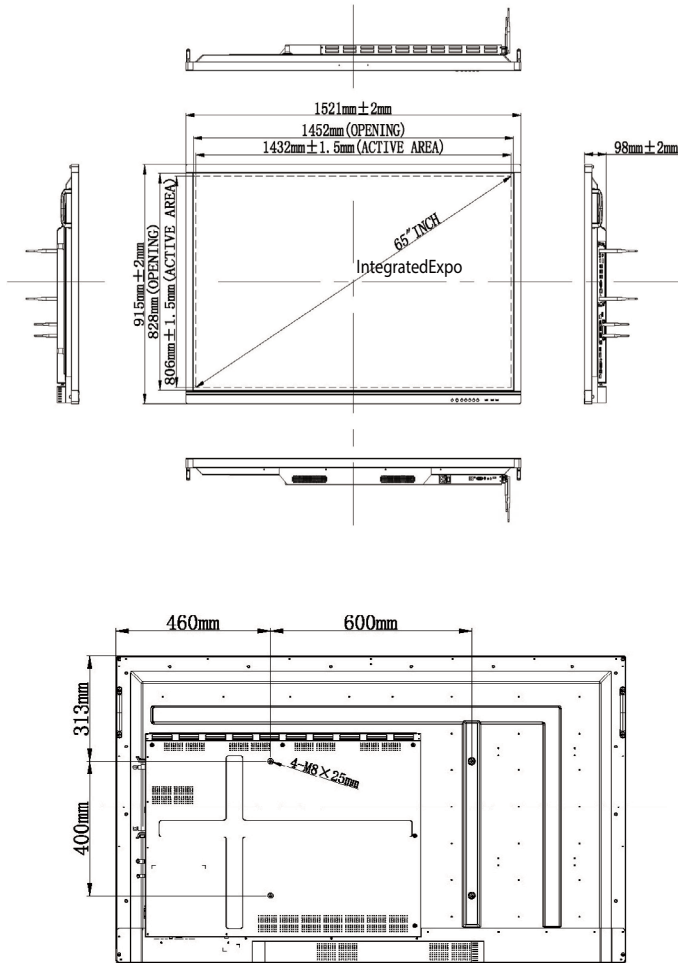 1521mm±2mm
1452mm(OPENING)
1432mm±1.5mm(ACTIVE AREA)
98mm±2mm
915mm±2mm
828mm(OPENING)
806mm±1.5mm(ACTIVE AREA)
65"INCH
IntegratedExpo
460mm
600mm
313mm
400mm
4-M8×25mm